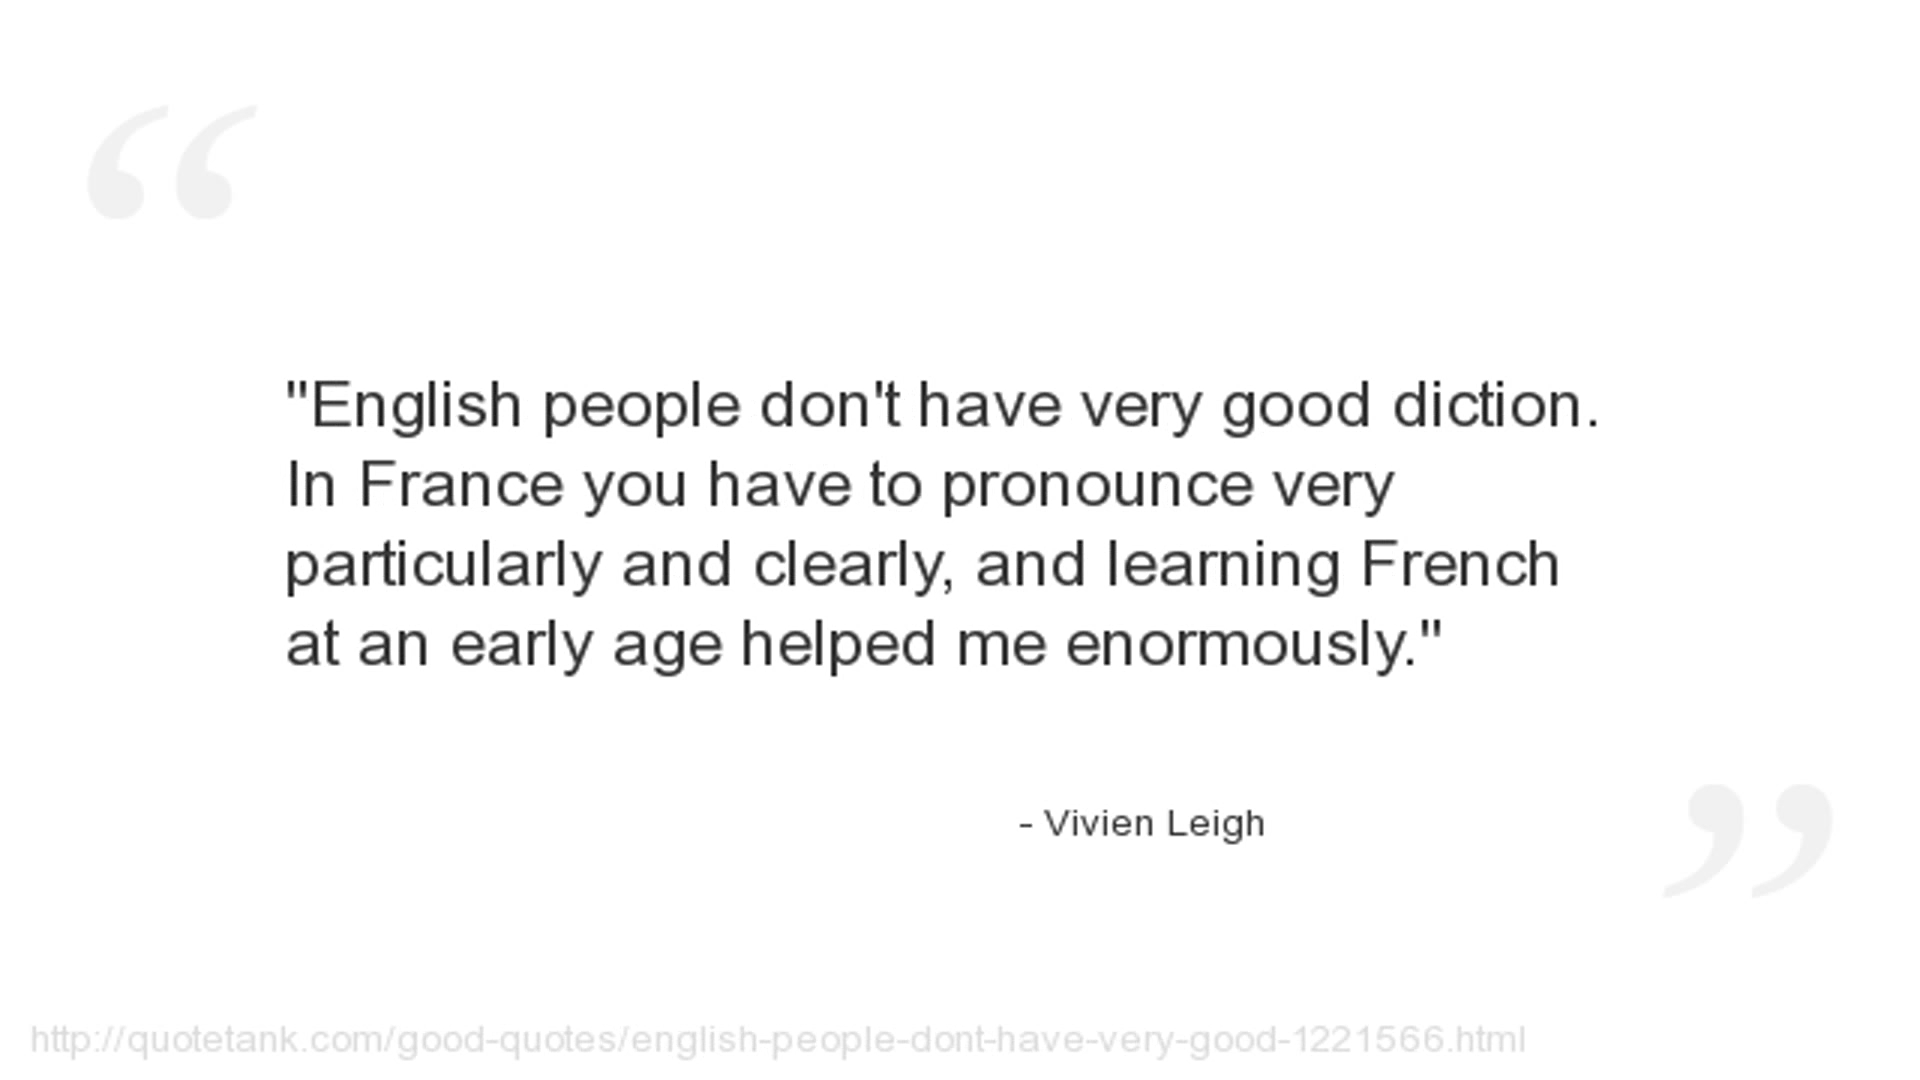 "English people don't have very good diction.
In France you have to pronounce very
particularly and clearly, and learning French
at an early age helped me enormously."
- Vivien Leigh
http://quotetank.com/good-quotes/english-people-dont-have-very-good-1221566.html